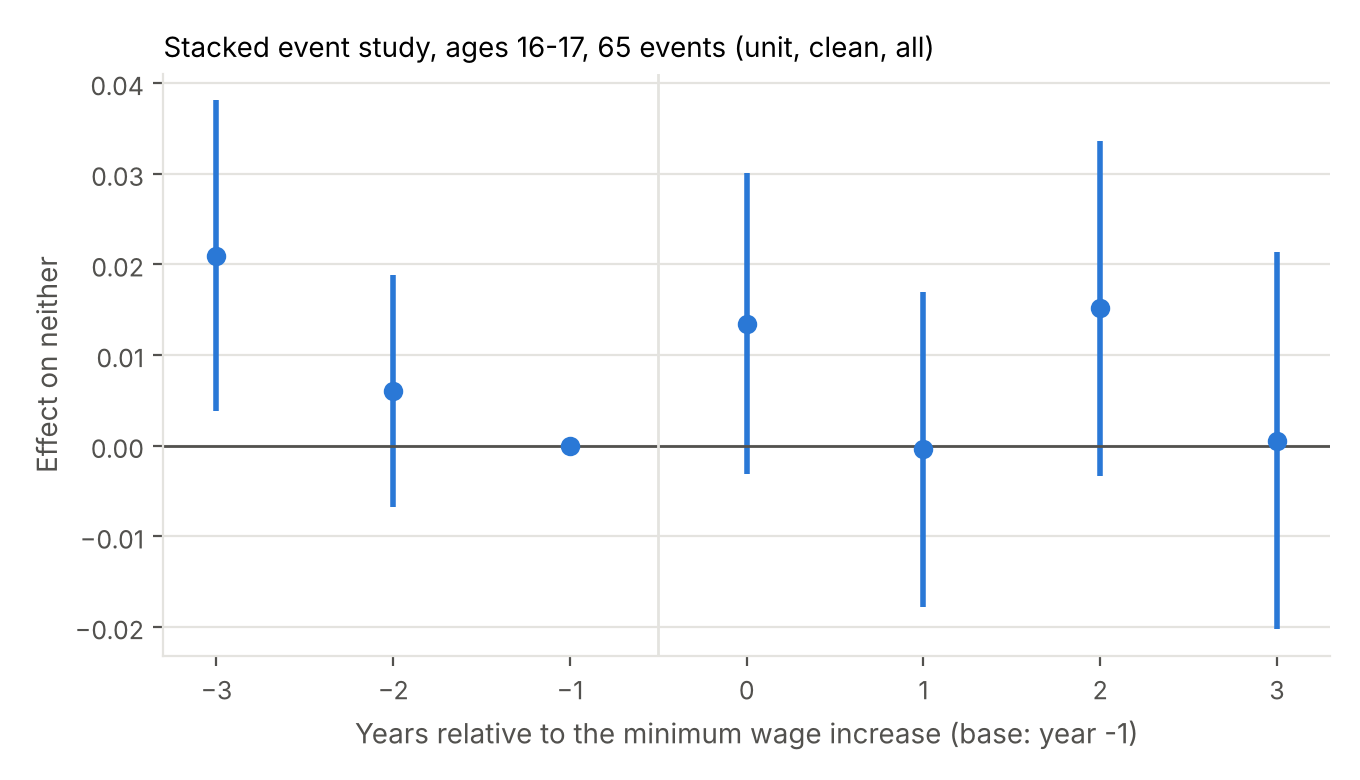 Stacked event study, ages 16-17, 65 events (unit, clean, all)
0.04
0.03
0.02
0.01
0.00
−0.01
−0.02
Effect on neither
−3 −2 −1 0 1 2 3
Years relative to the minimum wage increase (base: year -1)